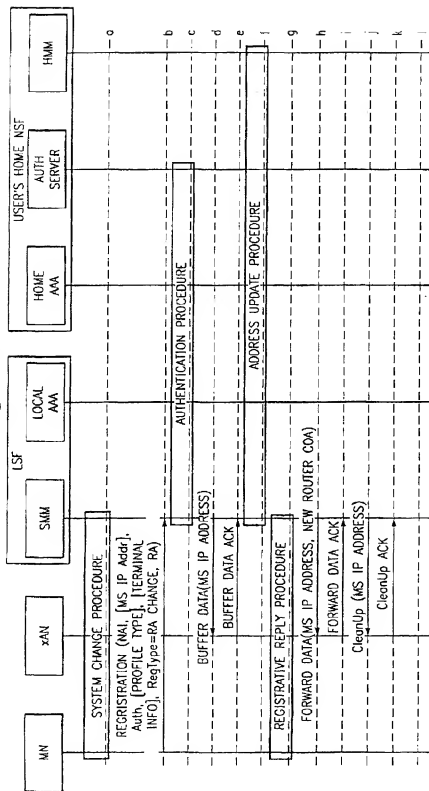 USER'S HOME NSF
LSF
MN
xAN
SMM
LOCAL
AAA
HOME
AAA
AUTH
SERVER
HMM
SYSTEM CHANGE PROCEDURE
a
REGRISTRATION (NAI, [MS IP Addr],
Auth, [PROFILE TYPE], [TERMINAL
INFO], RegType=RA CHANGE, RA)
b
AUTHENTICATION PROCEDURE
c
BUFFER DATA(MS IP ADDRESS)
d
BUFFER DATA ACK
e
ADDRESS UPDATE PROCEDURE
f
REGISTRATIVE REPLY PROCEDURE
g
FORWARD DATA(MS IP ADDRESS, NEW ROUTER COA)
h
FORWARD DATA ACK
i
CleanUp (MS IP ADDRESS)
j
CleanUp ACK
k
l